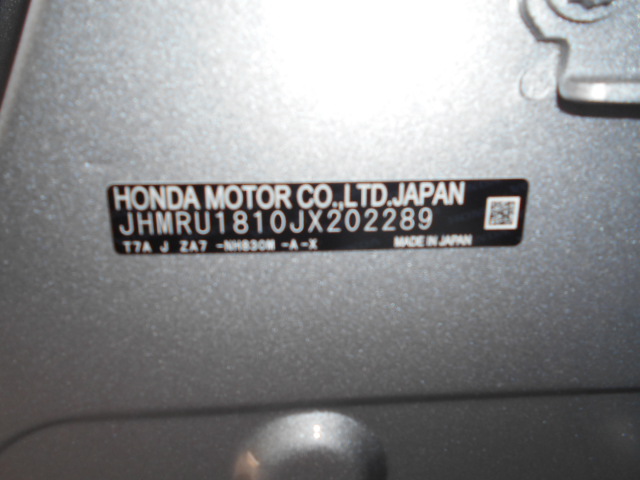 HONDA MOTOR CO.,LTD.JAPAN
JHMRU1810JX202289
T7A J ZA7 -NH830M -A-X
MADE IN JAPAN